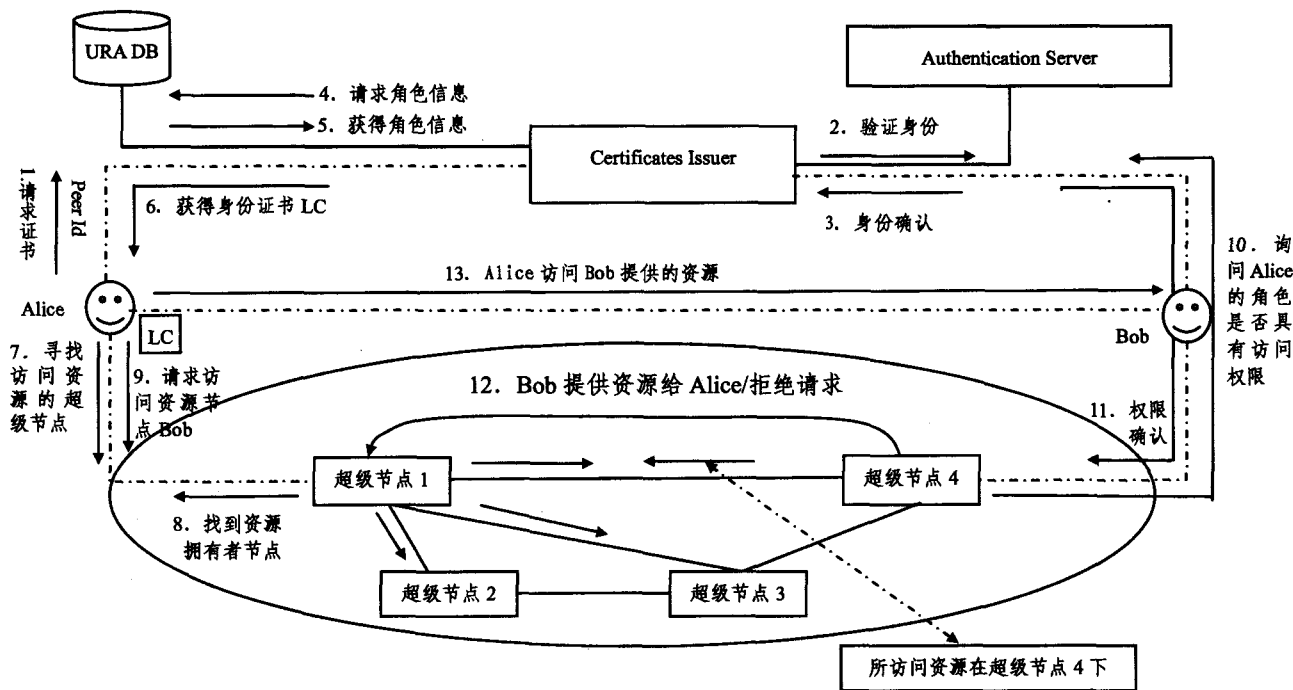 URA DB
Authentication Server
4. 请求角色信息
5. 获得角色信息
2. 验证身份
Certificates Issuer
1.请求证书
Peer Id
6. 获得身份证书 LC
3. 身份确认
10. 询
问 Alice
的角色
是否具
有访问
权限
13. Alice 访问 Bob 提供的资源
Alice
LC
Bob
7. 寻找
访问资
源的超
级节点
9. 请求访
问资源节
点 Bob
12. Bob 提供资源给 Alice/拒绝请求
11. 权限
确认
超级节点 1
超级节点 4
8. 找到资源
拥有者节点
超级节点 2
超级节点 3
所访问资源在超级节点 4 下